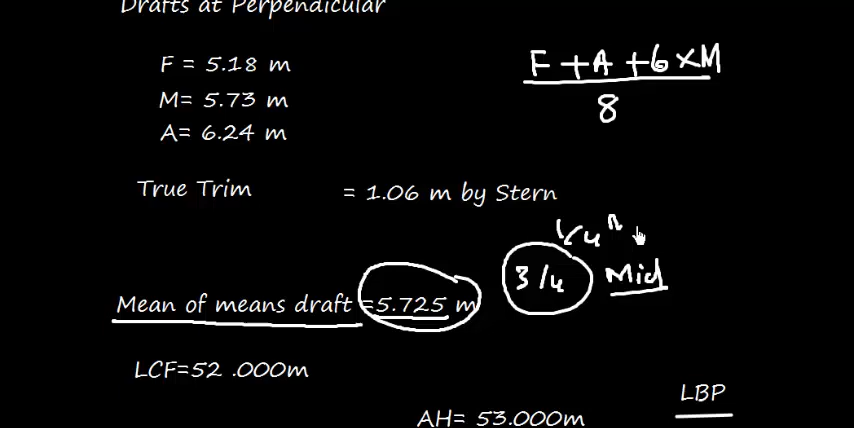 Drafts at Perpendicular
F = 5.18 m
M= 5.73 m
A= 6.24 m
F + A + 6 X M
8
True Trim = 1.06 m by Stern
3/4 Mid
Mean of means draft =5.725 m
LCF=52 .000m
LBP
AH= 53.000m